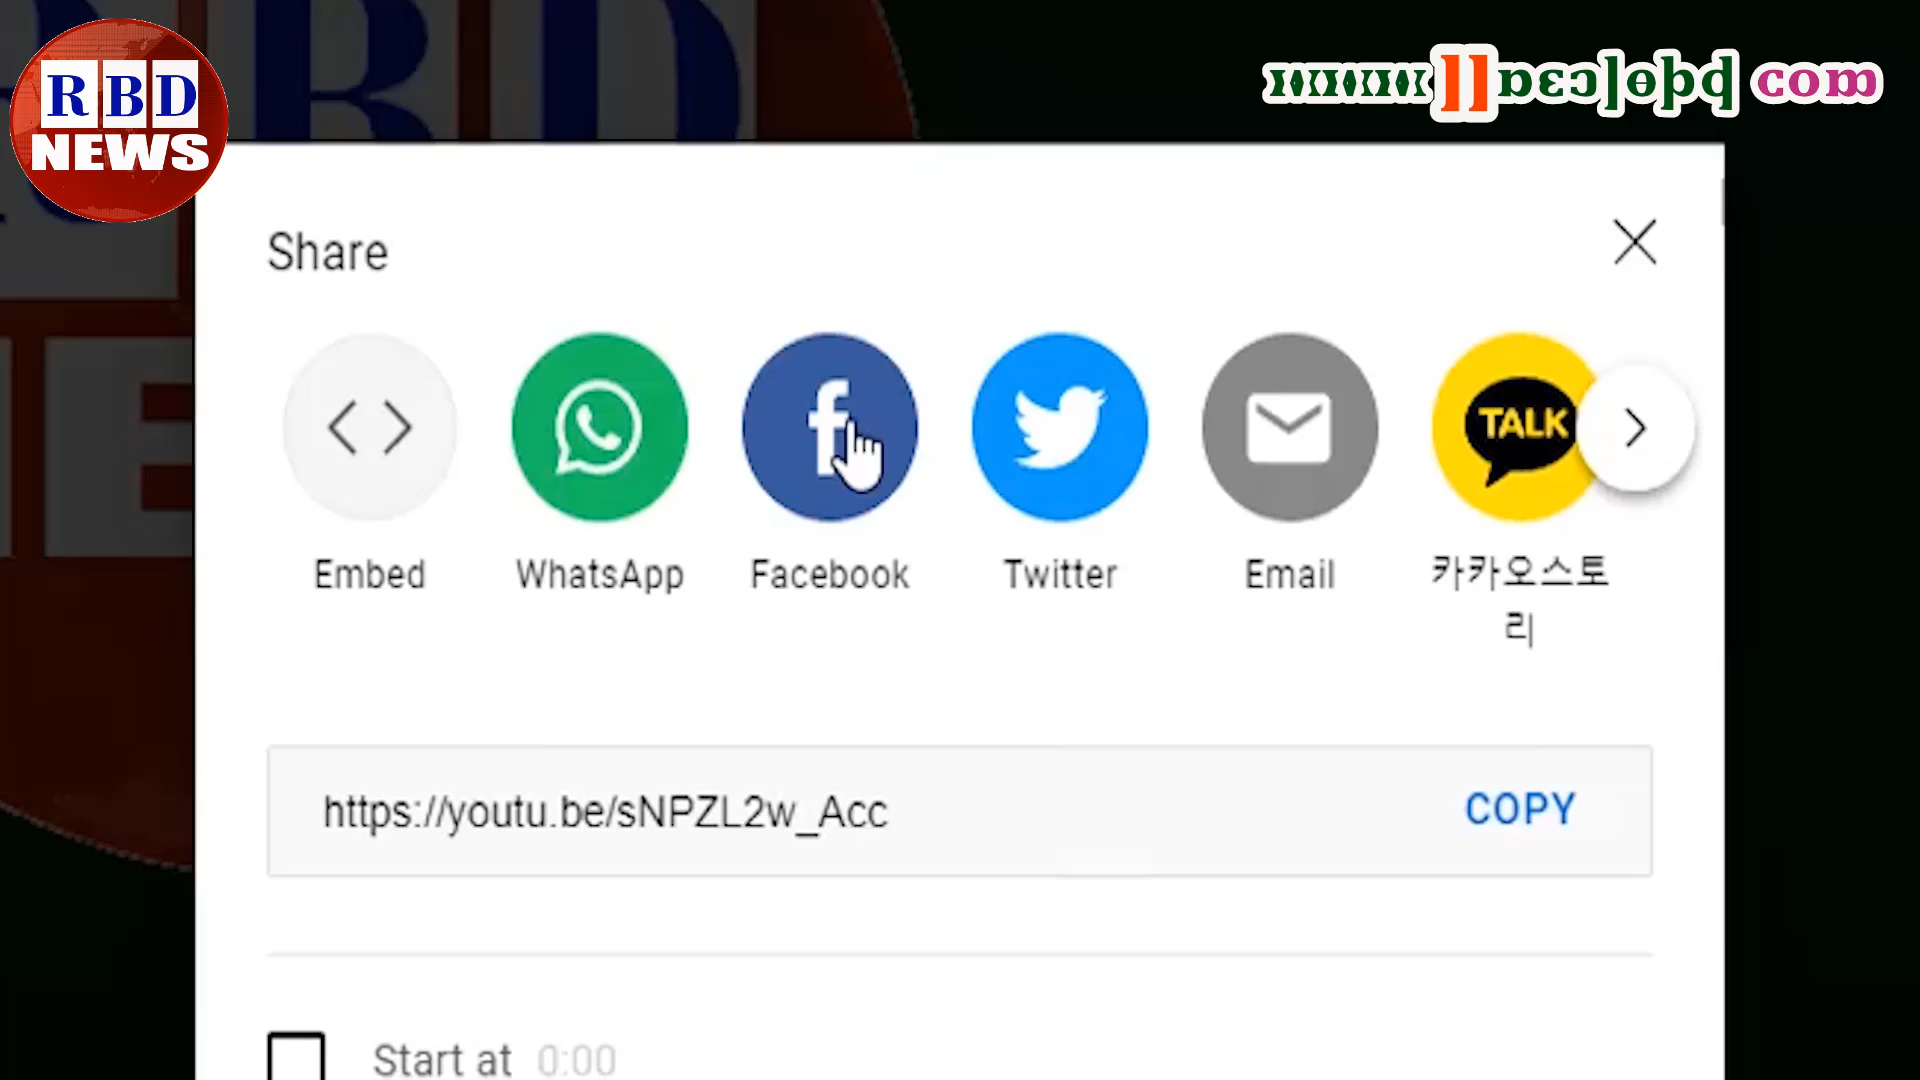 RBD
NEWS
Share
Embed
WhatsApp
Facebook
Twitter
Email
TALK
카카오스토
리
https://youtu.be/sNPZL2w_Acc
COPY
Start at 0:00
com